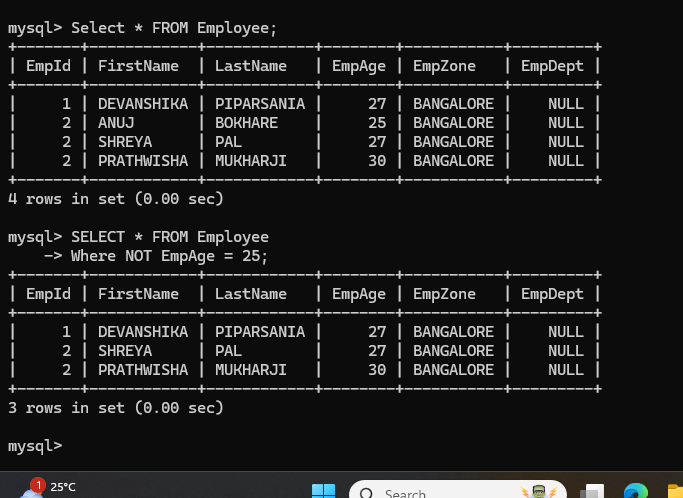 mysql> Select * FROM Employee;
+-------+------------+------------+--------+-----------+---------+
| EmpId | FirstName  | LastName   | EmpAge | EmpZone   | EmpDept |
+-------+------------+------------+--------+-----------+---------+
|     1 | DEVANSHIKA | PIPARSANIA |     27 | BANGALORE |    NULL |
|     2 | ANUJ       | BOKHARE    |     25 | BANGALORE |    NULL |
|     2 | SHREYA     | PAL        |     27 | BANGALORE |    NULL |
|     2 | PRATHWISHA | MUKHARJI   |     30 | BANGALORE |    NULL |
+-------+------------+------------+--------+-----------+---------+
4 rows in set (0.00 sec)
mysql> SELECT * FROM Employee
    -> Where NOT EmpAge = 25;
+-------+------------+------------+--------+-----------+---------+
| EmpId | FirstName  | LastName   | EmpAge | EmpZone   | EmpDept |
+-------+------------+------------+--------+-----------+---------+
|     1 | DEVANSHIKA | PIPARSANIA |     27 | BANGALORE |    NULL |
|     2 | SHREYA     | PAL        |     27 | BANGALORE |    NULL |
|     2 | PRATHWISHA | MUKHARJI   |     30 | BANGALORE |    NULL |
+-------+------------+------------+--------+-----------+---------+
3 rows in set (0.00 sec)
mysql>
1 25°C Search